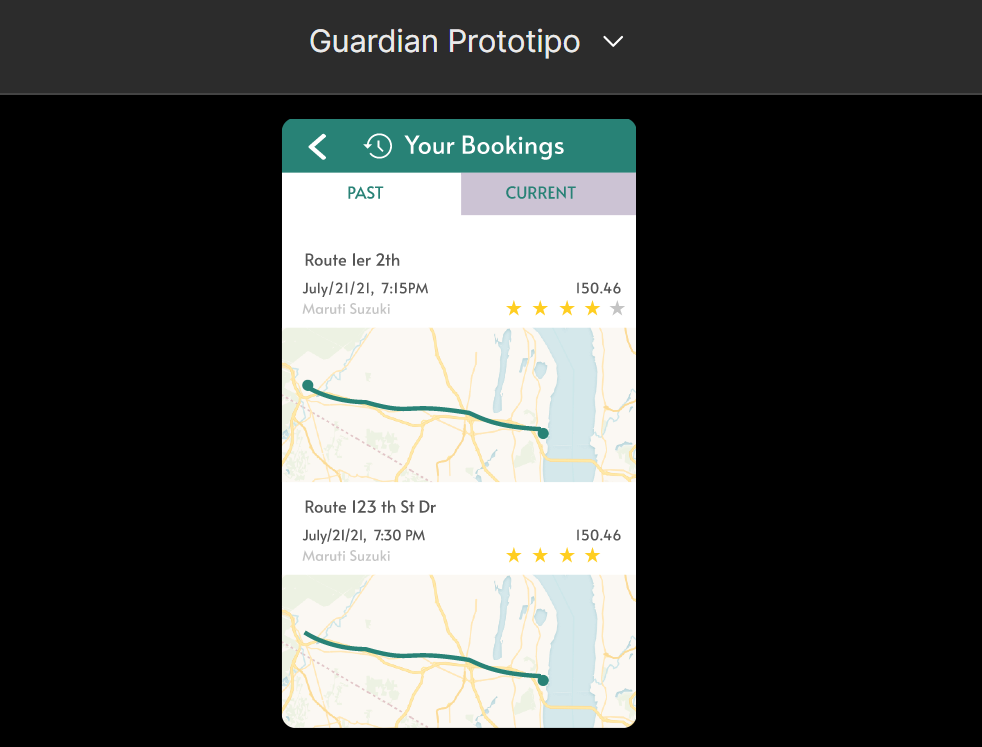 Guardian Prototipo
Your Bookings
PAST
CURRENT
Route 1er 2th
July/21/21, 7:15PM
150.46
Maruti Suzuki
Route 123 th St Dr
July/21/21, 7:30 PM
150.46
Maruti Suzuki